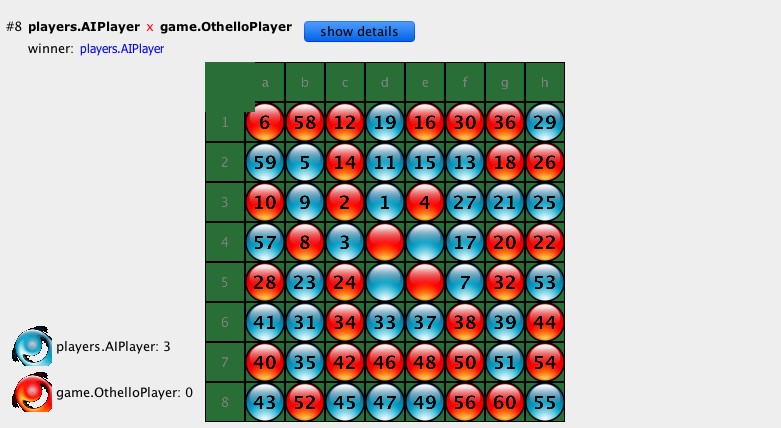 #8 players.AIPlayer x game.OthelloPlayer show details
winner: players.AIPlayer
a b c d e f g h
1 6 58 12 19 16 30 36 29
2 59 5 14 11 15 13 18 26
3 10 9 2 1 4 27 21 25
4 57 8 3 17 20 22
5 28 23 24 7 32 53
6 41 31 34 33 37 38 39 44
players.AIPlayer: 3
7 40 35 42 46 48 50 51 54
game.OthelloPlayer: 0
8 43 52 45 47 49 56 60 55